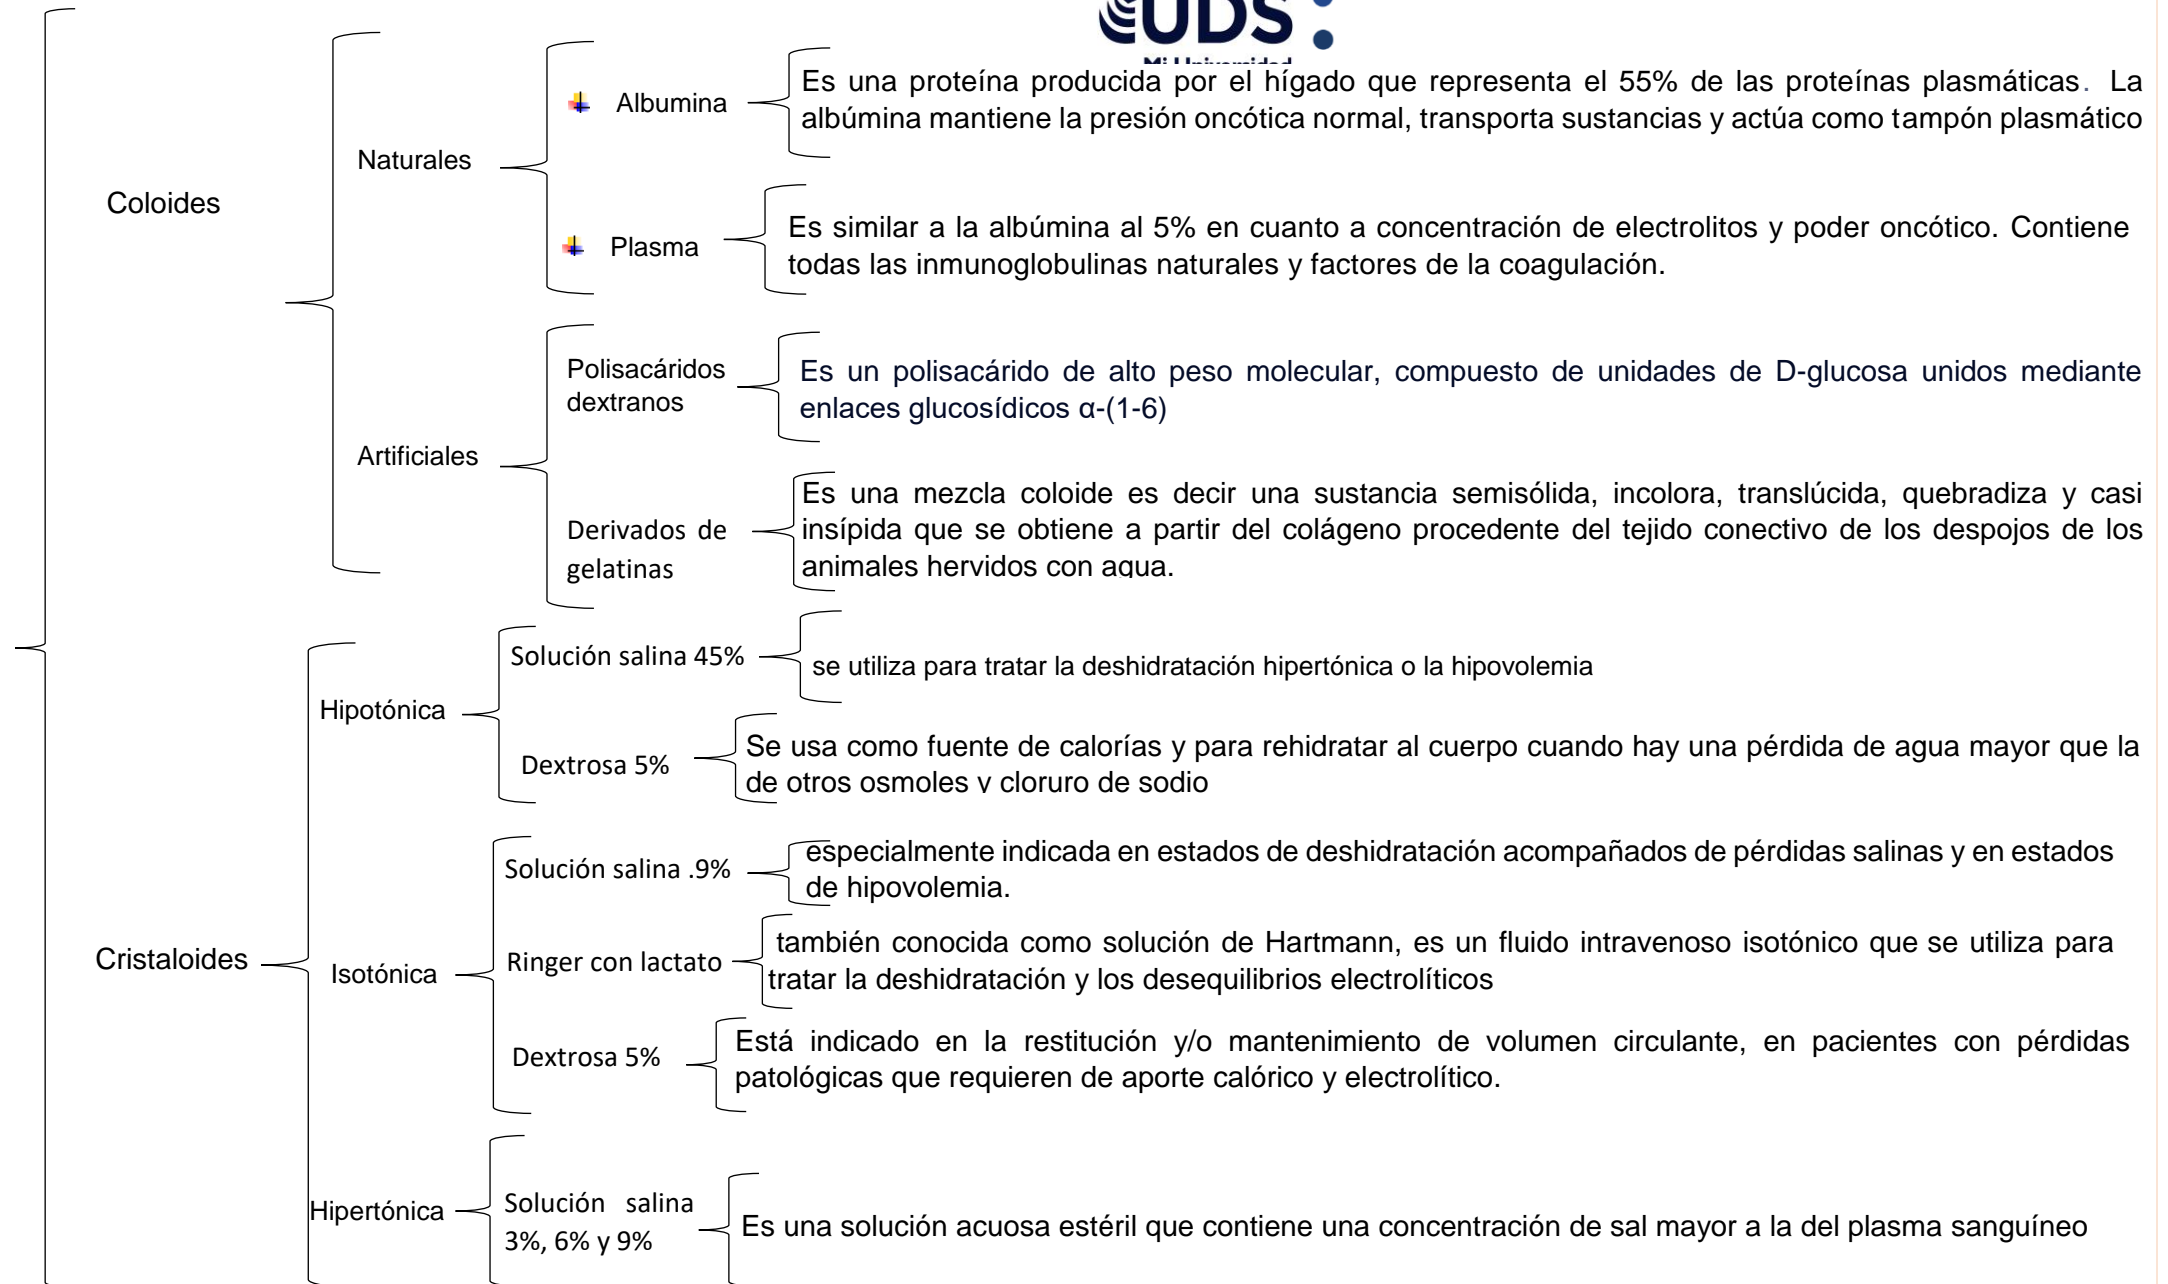 UDS
Mi Universidad
Es una proteína producida por el hígado que representa el 55% de las proteínas plasmáticas. La
albúmina mantiene la presión oncótica normal, transporta sustancias y actúa como tampón plasmático
Albumina
Naturales
Coloides
Es similar a la albúmina al 5% en cuanto a concentración de electrolitos y poder oncótico. Contiene
todas las inmunoglobulinas naturales y factores de la coagulación.
Plasma
Polisacáridos
dextranos
Es un polisacárido de alto peso molecular, compuesto de unidades de D-glucosa unidos mediante
enlaces glucosídicos α-(1-6)
Artificiales
Es una mezcla coloide es decir una sustancia semisólida, incolora, translúcida, quebradiza y casi
insípida que se obtiene a partir del colágeno procedente del tejido conectivo de los despojos de los
animales hervidos con agua.
Derivados de
gelatinas
Solución salina 45%
se utiliza para tratar la deshidratación hipertónica o la hipovolemia
Hipotónica
Dextrosa 5%
Se usa como fuente de calorías y para rehidratar al cuerpo cuando hay una pérdida de agua mayor que la
de otros osmoles y cloruro de sodio
Solución salina .9%
especialmente indicada en estados de deshidratación acompañados de pérdidas salinas y en estados
de hipovolemia.
Cristaloides
Isotónica
Ringer con lactato
también conocida como solución de Hartmann, es un fluido intravenoso isotónico que se utiliza para
tratar la deshidratación y los desequilibrios electrolíticos
Dextrosa 5%
Está indicado en la restitución y/o mantenimiento de volumen circulante, en pacientes con pérdidas
patológicas que requieren de aporte calórico y electrolítico.
Hipertónica
Solución salina
3%, 6% y 9%
Es una solución acuosa estéril que contiene una concentración de sal mayor a la del plasma sanguíneo